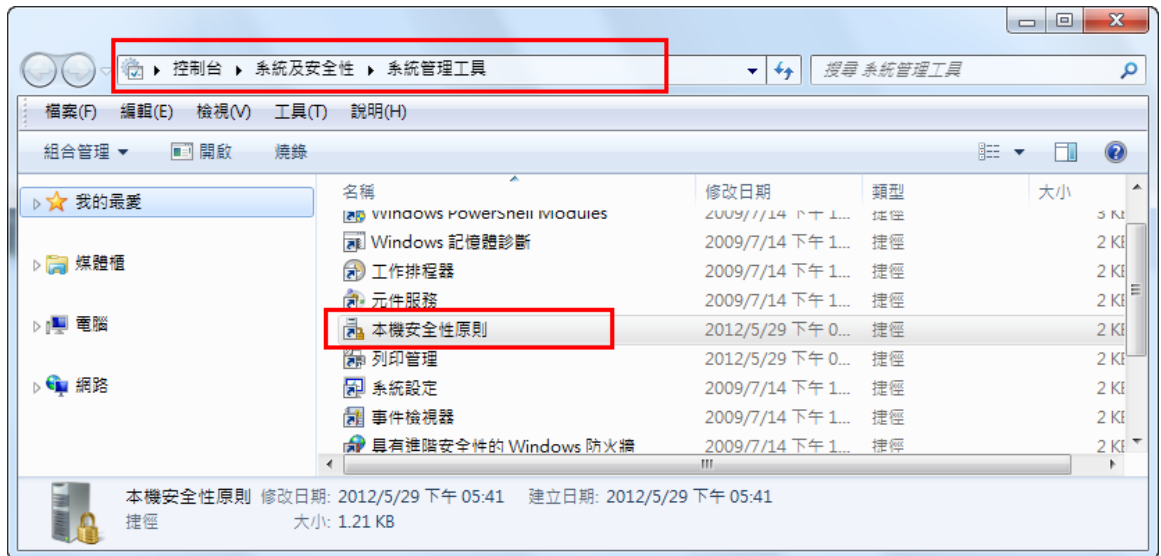 控制台 ▸ 系統及安全性 ▸ 系統管理工具 搜尋 系統管理工具
檔案(F) 編輯(E) 檢視(V) 工具(T) 說明(H)
組合管理 開啟 燒錄
名稱 修改日期 類型 大小
我的最愛
媒體櫃
電腦
網路
Windows PowerShell Modules 2009/7/14 下午 1... 捷徑 3 KB
Windows 記憶體診斷 2009/7/14 下午 1... 捷徑 2 KB
工作排程器 2009/7/14 下午 1... 捷徑 2 KB
元件服務 2009/7/14 下午 1... 捷徑 2 KB
本機安全性原則 2012/5/29 下午 0... 捷徑 2 KB
列印管理 2012/5/29 下午 0... 捷徑 2 KB
系統設定 2009/7/14 下午 1... 捷徑 2 KB
事件檢視器 2009/7/14 下午 1... 捷徑 2 KB
具有進階安全性的 Windows 防火牆 2009/7/14 下午 1... 捷徑 2 KB
本機安全性原則 修改日期: 2012/5/29 下午 05:41 建立日期: 2012/5/29 下午 05:41
捷徑 大小: 1.21 KB